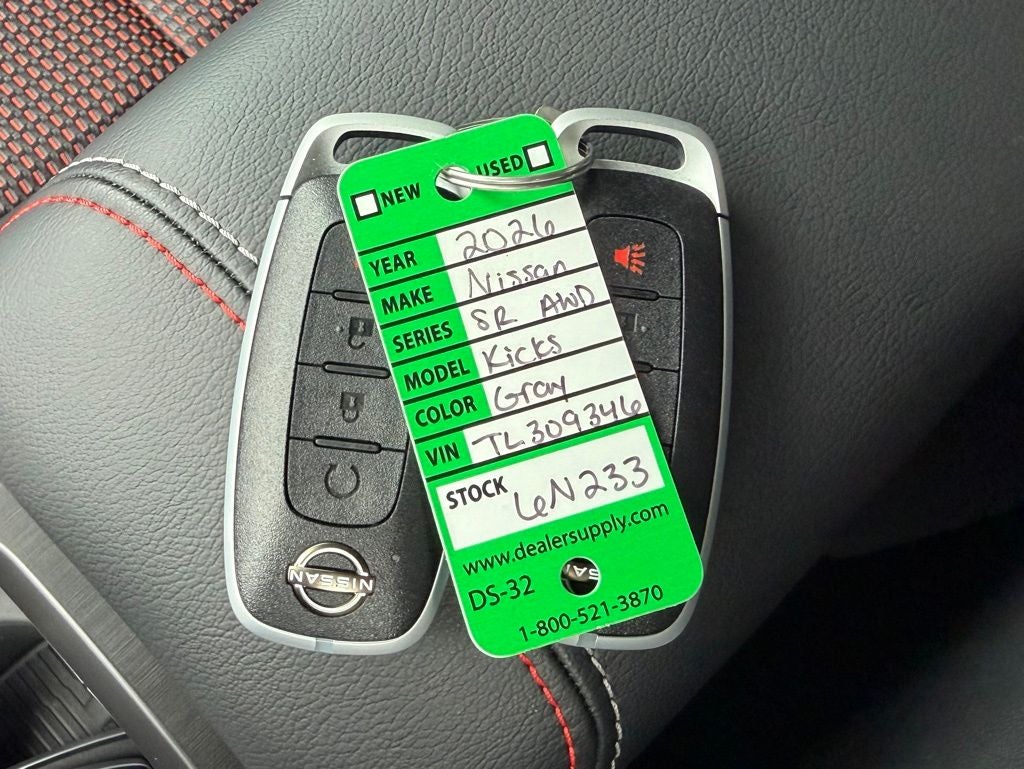 NEW USED
YEAR 2026
MAKE Nissan
SERIES SR AWD
MODEL Kicks
COLOR Gray
VIN TL309346
STOCK 6N233
www.dealersupply.com
DS-32
1-800-521-3870
NISSAN